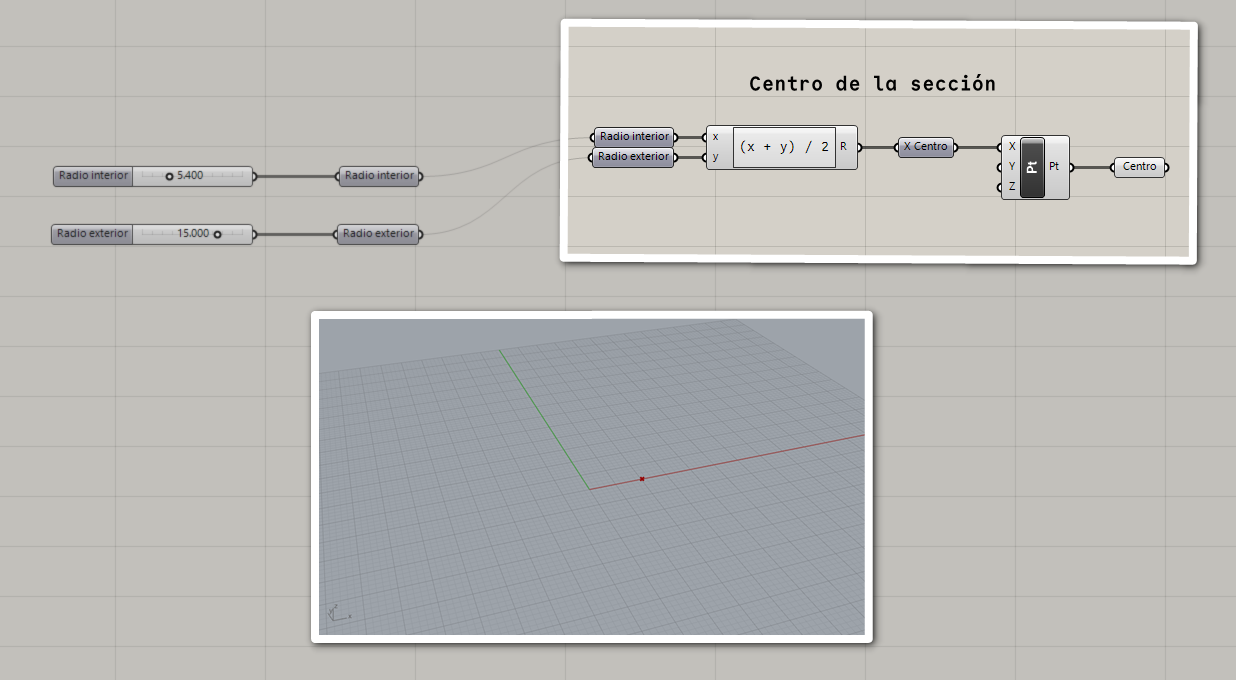 Centro de la sección
Radio interior
5.400
Radio interior
Radio exterior
15.000
Radio exterior
Radio interior
Radio exterior
x
y
(x + y) / 2
R
X Centro
X
Y
Z
Pt
Pt
Centro